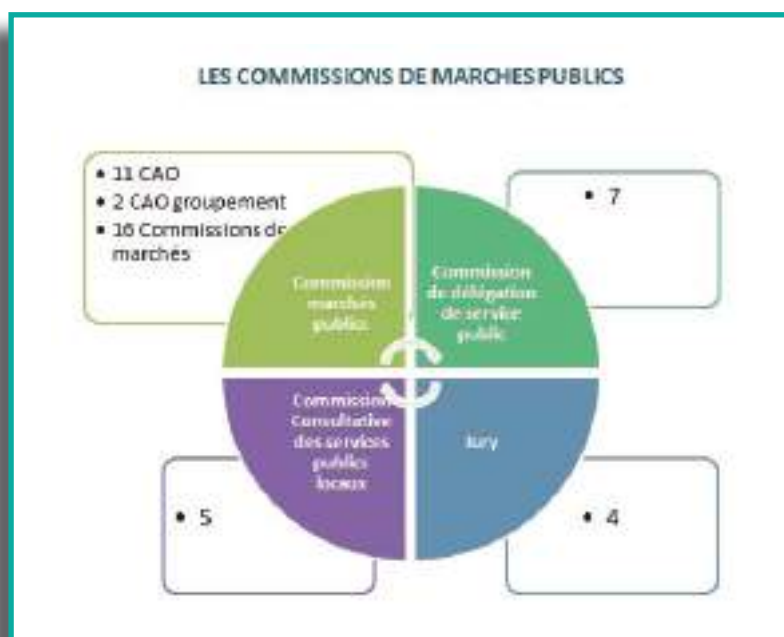 LES COMMISSIONS DE MARCHES PUBLICS
• 11 CAO
• 2 CAO groupement
• 16 Commissions de
marchés
• 7
Commission
marchés
publics
Commission
de délégation
de service
public
Commission
Consultative
des services
publics
locaux
Jury
• 5
• 4